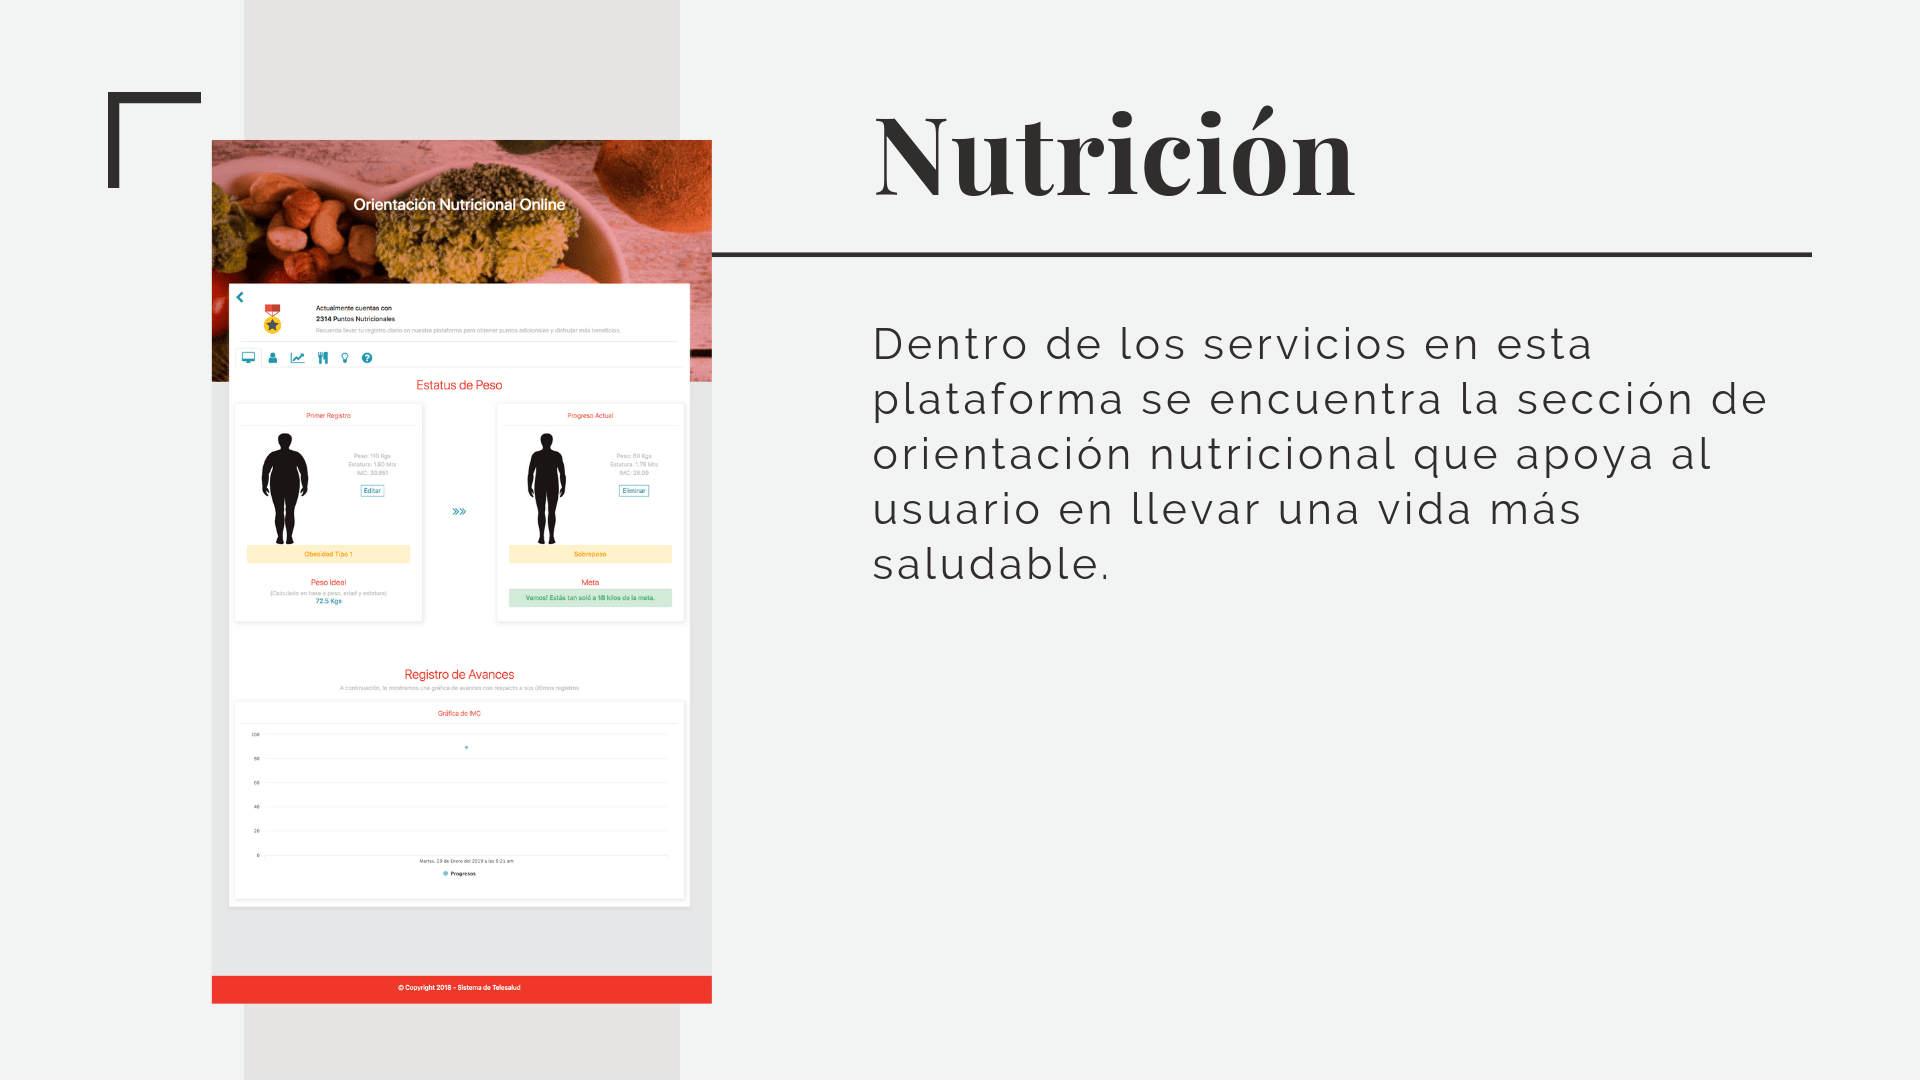 Nutrición
Dentro de los servicios en esta
plataforma se encuentra la sección de
orientación nutricional que apoya al
usuario en llevar una vida más
saludable.
Orientación Nutricional Online
Actualmente cuentas con
2314 Puntos Nutricionales
Recuerda llevar tu registro diario en nuestra plataforma para obtener puntos adicionales y disfrutar más beneficios.
Estatus de Peso
Primer Registro
Peso: 110 Kgs
Estatura: 1.80 Mts
IMC: 33.951
Editar
Obesidad Tipo 1
Peso Ideal
(Calculado en base a peso, edad y estatura)
72.5 Kgs
Progreso Actual
Estatura: 1.78 Mts
Eliminar
Sobrepeso
Meta
Vamos! Estás tan soló a 18 kilos de la meta.
Registro de Avances
A continuación, le mostramos una gráfica de avances con respecto a sus últimos registros
Gráfica de IMC
100
80
60
40
20
0
Martes, 29 de Enero del 2019 a las 9:21 am
Progresos
© Copyright 2018 - Sistema de Telesalud